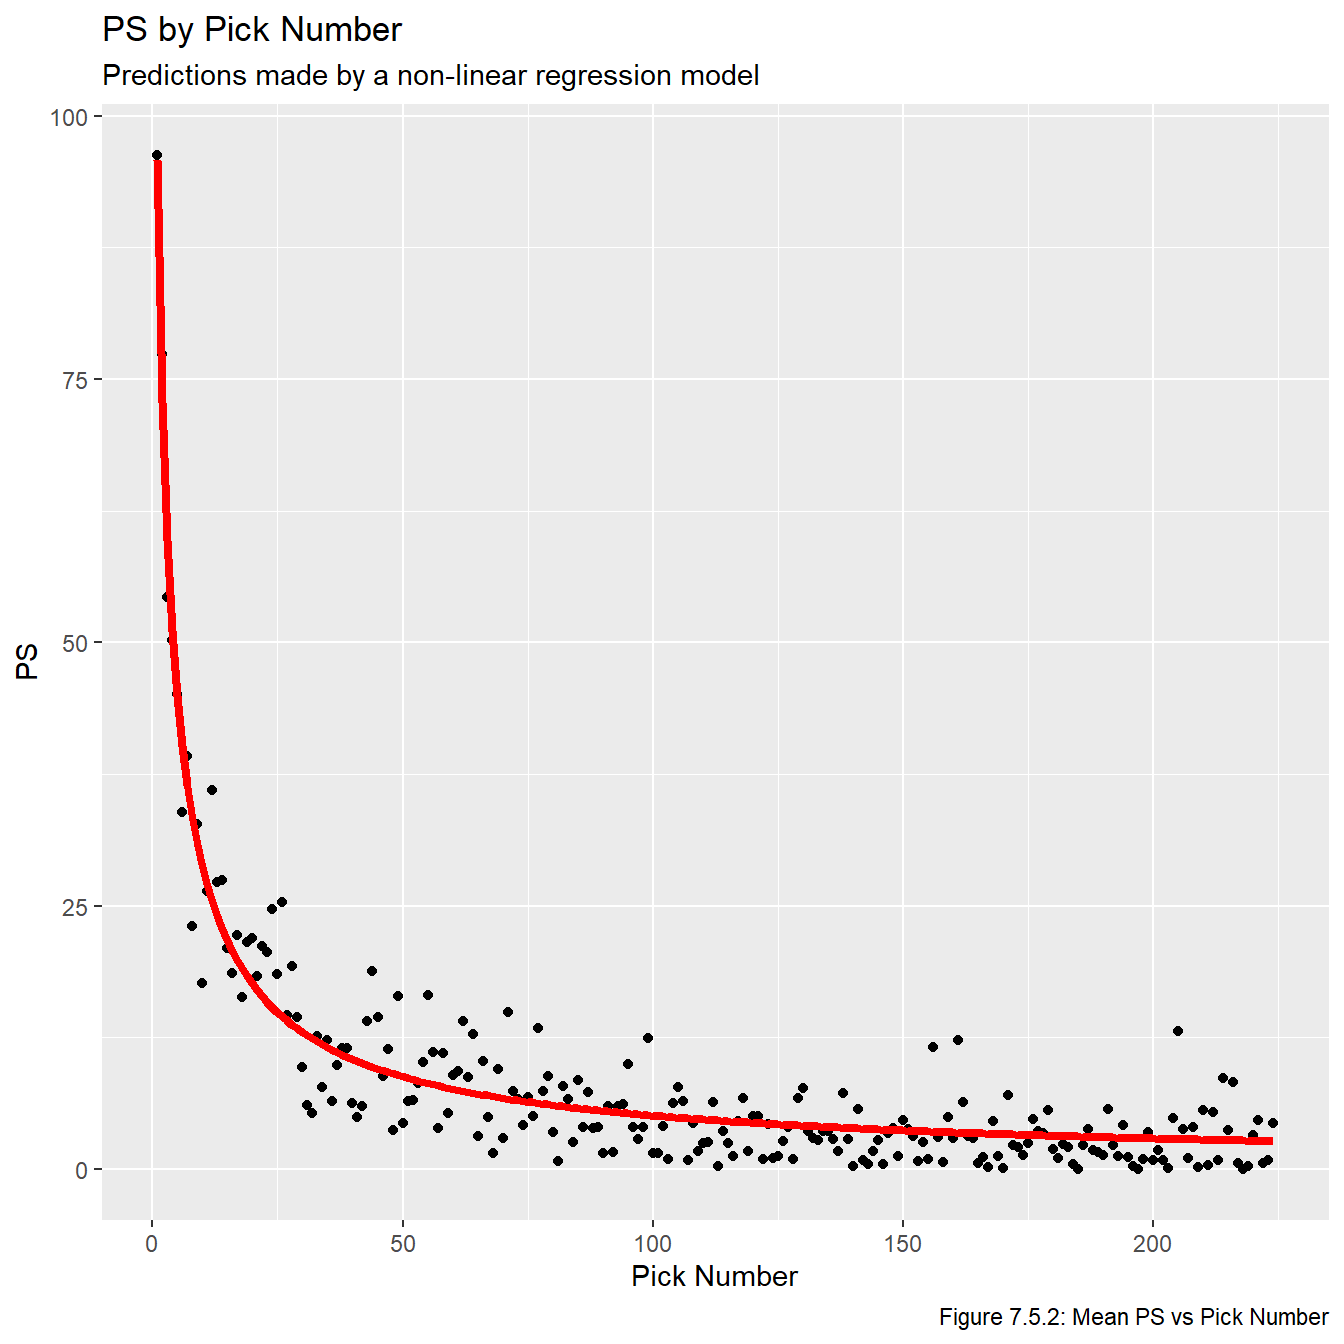 PS by Pick Number
Predictions made by a non-linear regression model
100
75
50
25
0
PS
0 50 100 150 200
Pick Number
Figure 7.5.2: Mean PS vs Pick Number